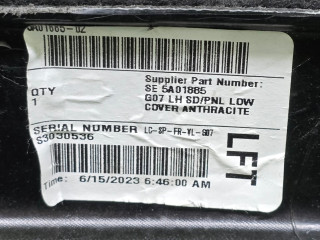 5A01885-02
QTY
1
Supplier Part Number:
SE 5A01885
G07 LH SD/PNL LOW
COVER ANTHRACITE
SERIAL NUMBER LC-SP-FR-VL-G07
S3030536
LFT
Time: 6/15/2023 6:46:00 AM